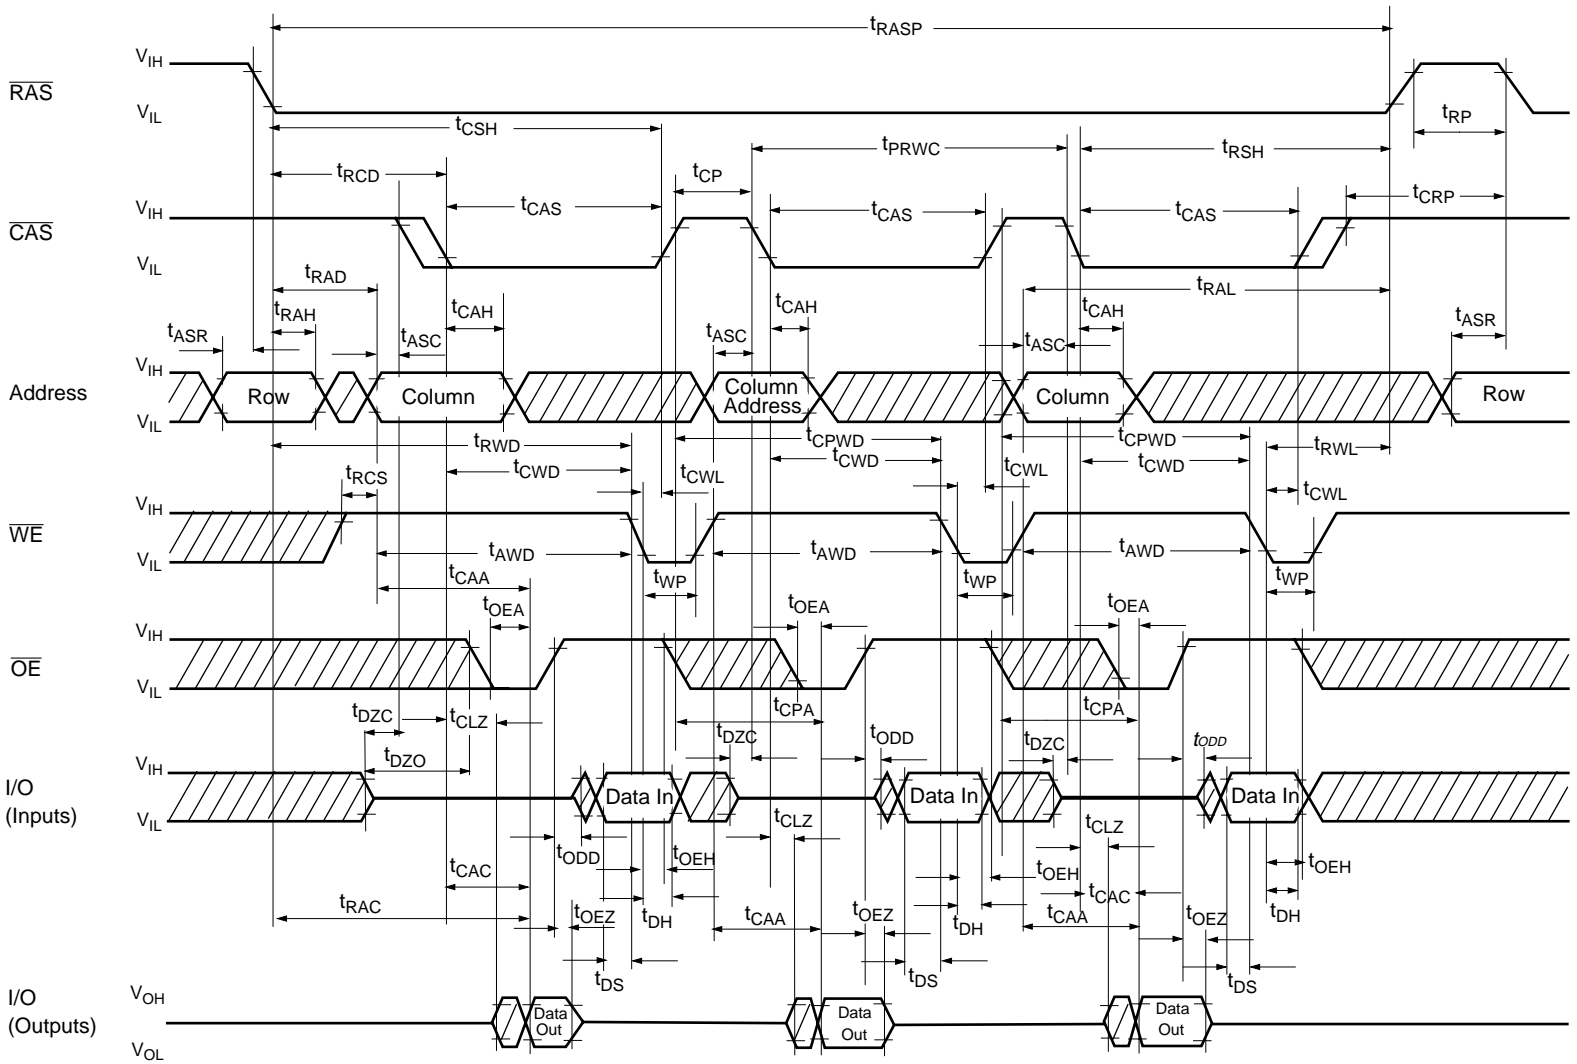 tRASP
VIH
RAS
VIL
tCSH
tRP
tPRWC
tRSH
tRCD
tCP
tCAS
tCAS
tCAS
tCRP
VIH
CAS
VIL
tRAD
tRAL
tRAH
tCAH
tCAH
tCAH
tASR
tASC
tASC
tASC
tASR
VIH
Address
Row
Column
Column
Address
Column
Row
VIL
tRWD
tCPWD
tCPWD
tRWL
tCWD
tCWD
tCWD
tRCS
tCWL
tCWL
tCWL
VIH
WE
VIL
tAWD
tAWD
tAWD
tCAA
tWP
tWP
tWP
tOEA
tOEA
tOEA
VIH
OE
VIL
tDZC
tCLZ
tCPA
tCPA
tDZO
tDZC
tODD
tDZC
tODD
VIH
I/O
(Inputs)
Data In
Data In
Data In
VIL
tCLZ
tCLZ
tODD
tOEH
tOEH
tOEH
tCAC
tCAC
tRAC
tOEZ
tDH
tCAA
tOEZ
tDH
tCAA
tOEZ
tDH
tDS
tDS
tDS
VOH
I/O
(Outputs)
Data
Out
Data
Out
Data
Out
VOL